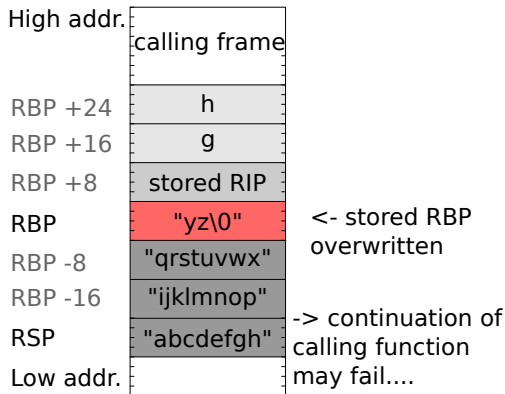 High addr.
calling frame
RBP +24 h
RBP +16 g
RBP +8 stored RIP
RBP "yz\0" <- stored RBP
overwritten
RBP -8 "qrstuvwx"
RBP -16 "ijklmnop"
RSP "abcdefgh" -> continuation of
calling function
Low addr. may fail....